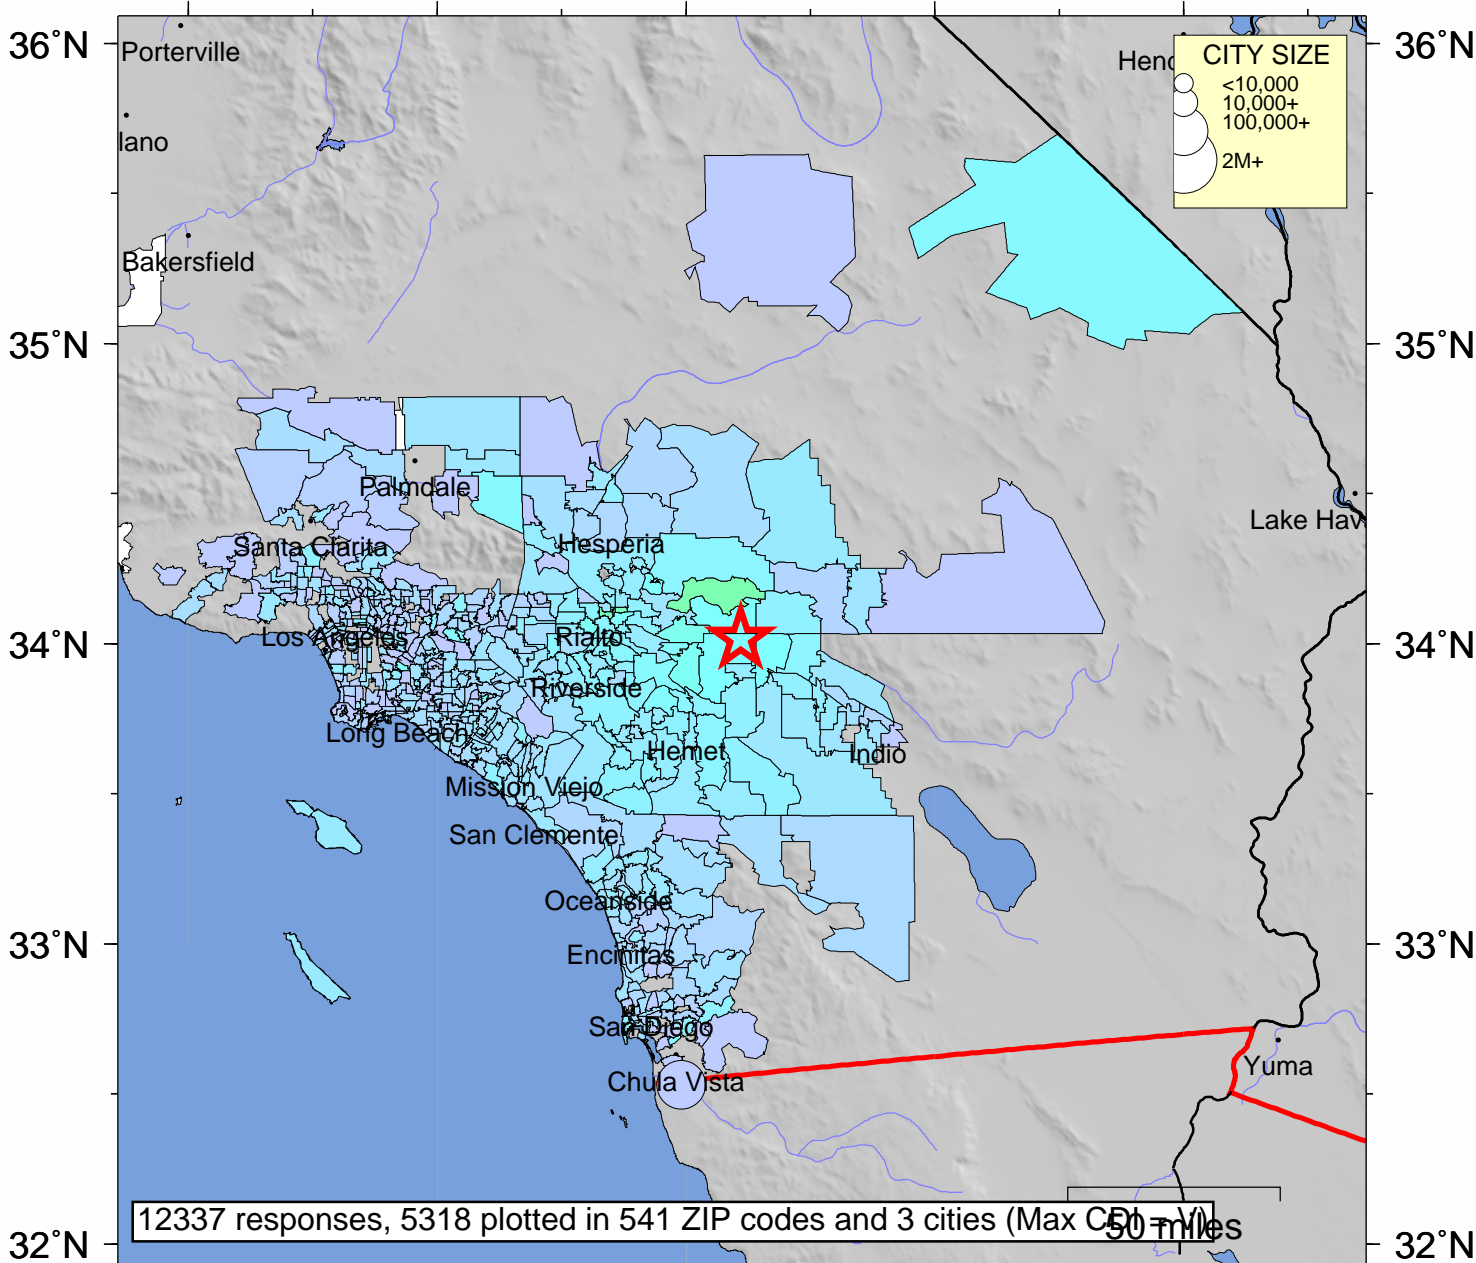 36°N
36°N
Porterville
CITY SIZE
Hend
<10,000
10,000+
100,000+
2M+
lano
Bakersfield
35°N
35°N
Palmdale
Lake Hav
Santa Clarita
Hesperia
34°N
34°N
Los Angeles
Rialto
Riverside
Long Beach
Hemet
Indio
Mission Viejo
San Clemente
Oceanside
33°N
33°N
Encinitas
San Diego
Yuma
Chula Vista
12337 responses, 5318 plotted in 541 ZIP codes and 3 cities (Max CDI = V)
50 miles
32°N
32°N